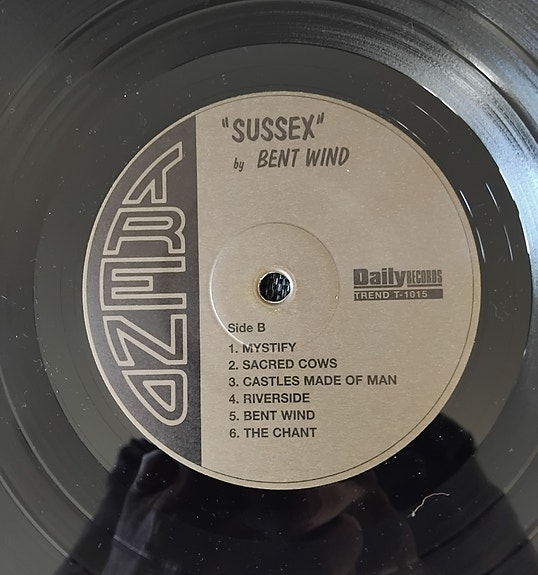 "SUSSEX"
by BENT WIND
TREND
Daily RECORDS
TREND T-1015
Side B
1. MYSTIFY
2. SACRED COWS
3. CASTLES MADE OF MAN
4. RIVERSIDE
5. BENT WIND
6. THE CHANT